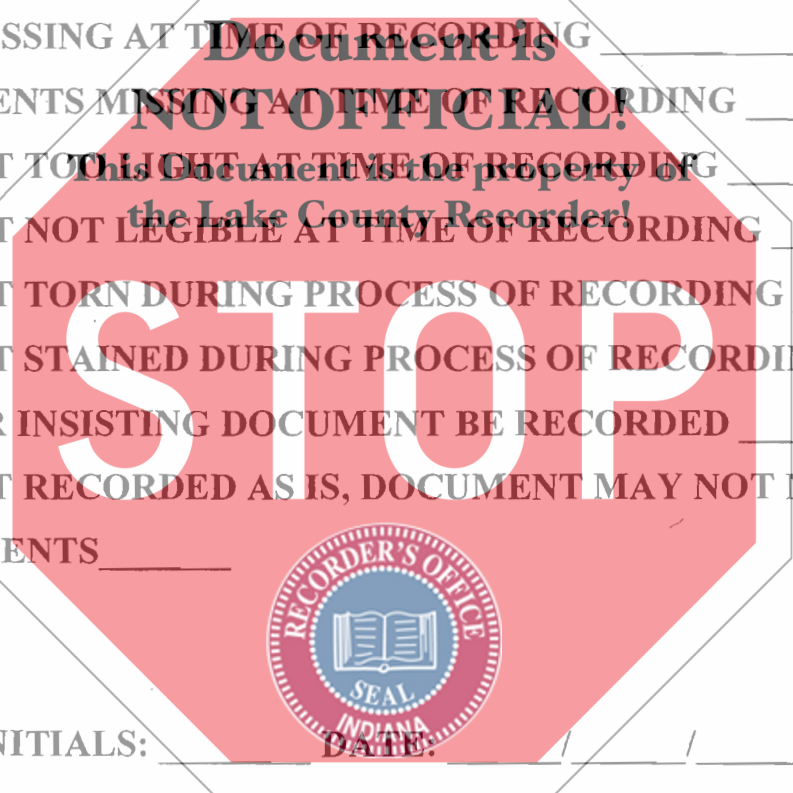 SSING AT TIME OF RECORDING
Document is
ENTS MISSING AT TIME OF RECORDING
NOT OFFICIAL!
T TOO LIGHT AT TIME OF RECORDING
This Document is the property of
the Lake County Recorder!
T NOT LEGIBLE AT TIME OF RECORDING
T TORN DURING PROCESS OF RECORDING
STOP
T STAINED DURING PROCESS OF RECORDI
R INSISTING DOCUMENT BE RECORDED
T RECORDED AS IS, DOCUMENT MAY NOT
ENTS
RECORDER'S OFFICE
SEAL
INDIANA
NITIALS: DATE: / /